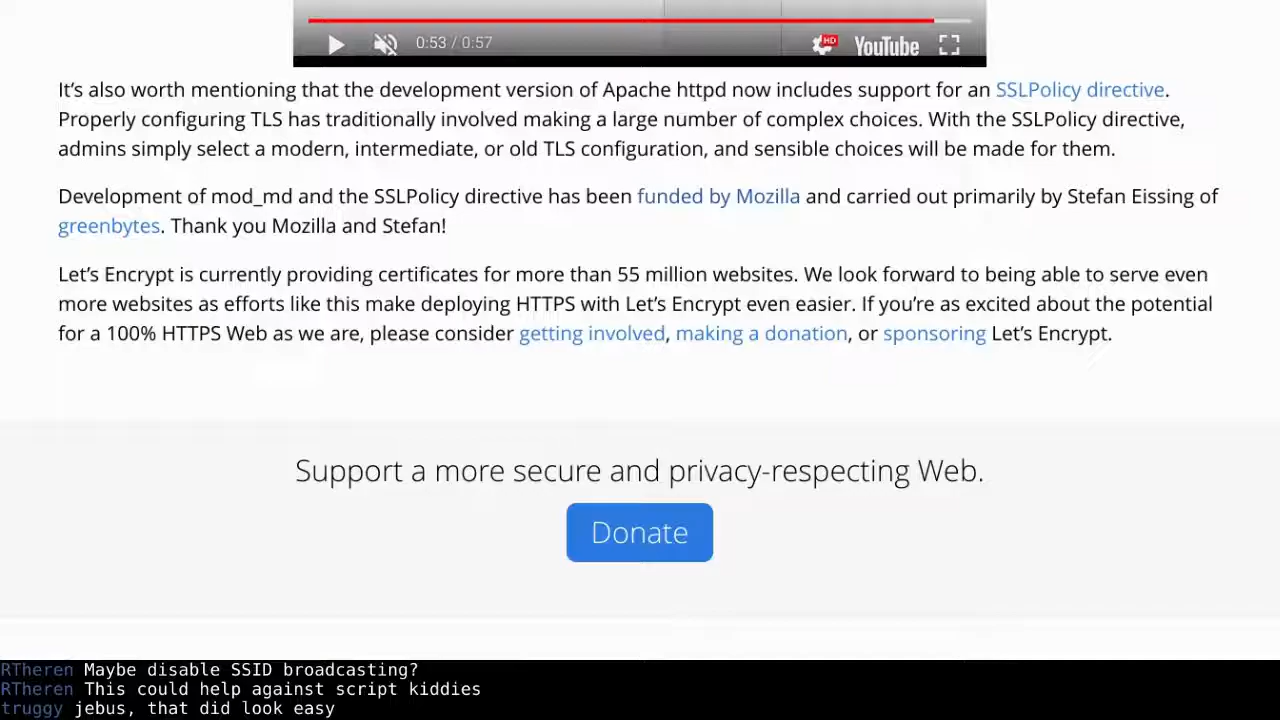 0:53 / 0:57
HD
YouTube
It’s also worth mentioning that the development version of Apache httpd now includes support for an SSLPolicy directive.
Properly configuring TLS has traditionally involved making a large number of complex choices. With the SSLPolicy directive,
admins simply select a modern, intermediate, or old TLS configuration, and sensible choices will be made for them.
Development of mod_md and the SSLPolicy directive has been funded by Mozilla and carried out primarily by Stefan Eissing of
greenbytes. Thank you Mozilla and Stefan!
Let’s Encrypt is currently providing certificates for more than 55 million websites. We look forward to being able to serve even
more websites as efforts like this make deploying HTTPS with Let’s Encrypt even easier. If you’re as excited about the potential
for a 100% HTTPS Web as we are, please consider getting involved, making a donation, or sponsoring Let’s Encrypt.
Support a more secure and privacy-respecting Web.
Donate
RTheren Maybe disable SSID broadcasting?
RTheren This could help against script kiddies
truggy jebus, that did look easy